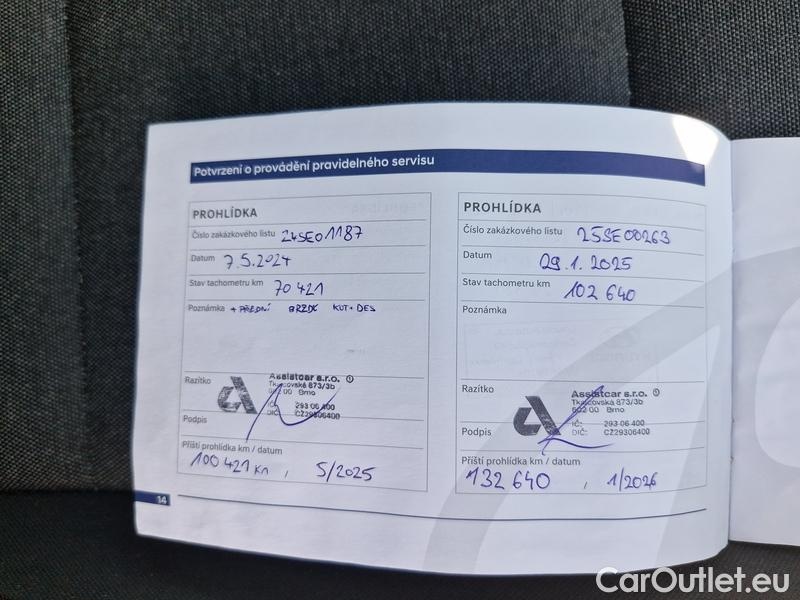 Potvrzení o provádění pravidelného servisu
PROHLÍDKA
Číslo zakázkového listu 24SE01187
Datum 7.5.2024
Stav tachometru km 70 421
Poznámka + PŘEDNÍ BRZDY KOT+DES
Razítko
Assistcar s.r.o. 1
Tkalcovská 873/3b
602 00 Brno
IČ: 293 06 400
DIČ: CZ29306400
Podpis
Příští prohlídka km / datum
100 421 Km , 5/2025
PROHLÍDKA
Číslo zakázkového listu 25SE00263
Datum 29.1.2025
Stav tachometru km 102 640
Poznámka
Razítko
Assistcar s.r.o. 1
Tkalcovská 873/3b
602 00 Brno
IČ: 293 06 400
DIČ: CZ29306400
Podpis
Příští prohlídka km / datum
132 640 , 1/2026
14
CarOutlet.eu